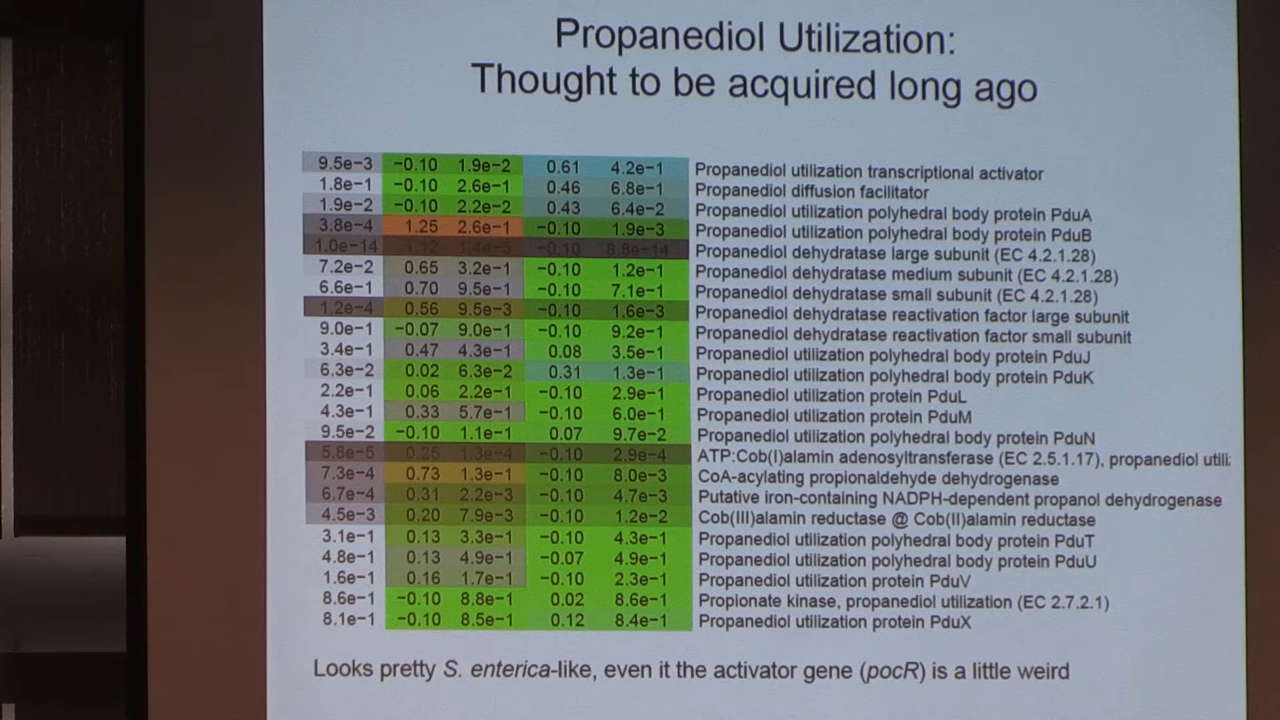 Propanediol Utilization:
Thought to be acquired long ago
9.5e−3 −0.10 1.9e−2 0.61 4.2e−1 Propanediol utilization transcriptional activator
1.8e−1 −0.10 2.6e−1 0.46 6.8e−1 Propanediol diffusion facilitator
1.9e−2 −0.10 2.2e−2 0.43 6.4e−2 Propanediol utilization polyhedral body protein PduA
3.8e−4 1.25 2.6e−1 −0.10 1.9e−3 Propanediol utilization polyhedral body protein PduB
1.0e−14 1.12 −0.10 8.8e−14 Propanediol dehydratase large subunit (EC 4.2.1.28)
7.2e−2 0.65 3.2e−1 −0.10 1.2e−1 Propanediol dehydratase medium subunit (EC 4.2.1.28)
6.6e−1 0.70 9.5e−1 −0.10 7.1e−1 Propanediol dehydratase small subunit (EC 4.2.1.28)
1.2e−4 0.56 9.5e−3 −0.10 1.6e−3 Propanediol dehydratase reactivation factor large subunit
9.0e−1 −0.07 9.0e−1 −0.10 9.2e−1 Propanediol dehydratase reactivation factor small subunit
3.4e−1 0.47 4.3e−1 0.08 3.5e−1 Propanediol utilization polyhedral body protein PduJ
6.3e−2 0.02 6.3e−2 0.31 1.3e−1 Propanediol utilization polyhedral body protein PduK
2.2e−1 0.06 2.2e−1 −0.10 2.9e−1 Propanediol utilization protein PduL
4.3e−1 0.33 5.7e−1 −0.10 6.0e−1 Propanediol utilization protein PduM
9.5e−2 −0.10 1.1e−1 0.07 9.7e−2 Propanediol utilization polyhedral body protein PduN
5.8e−5 0.25 1.3e−4 −0.10 2.9e−4 ATP:Cob(I)alamin adenosyltransferase (EC 2.5.1.17), propanediol utili
7.3e−4 0.73 1.3e−1 −0.10 8.0e−3 CoA−acylating propionaldehyde dehydrogenase
6.7e−4 0.31 2.2e−3 −0.10 4.7e−3 Putative iron−containing NADPH−dependent propanol dehydrogenase
4.5e−3 0.20 7.9e−3 −0.10 1.2e−2 Cob(III)alamin reductase @ Cob(II)alamin reductase
3.1e−1 0.13 3.3e−1 −0.10 4.3e−1 Propanediol utilization polyhedral body protein PduT
4.8e−1 0.13 4.9e−1 −0.07 4.9e−1 Propanediol utilization polyhedral body protein PduU
1.6e−1 0.16 1.7e−1 −0.10 2.3e−1 Propanediol utilization protein PduV
8.6e−1 −0.10 8.8e−1 0.02 8.6e−1 Propionate kinase, propanediol utilization (EC 2.7.2.1)
8.1e−1 −0.10 8.5e−1 0.12 8.4e−1 Propanediol utilization protein PduX
Looks pretty S. enterica-like, even it the activator gene (pocR) is a little weird